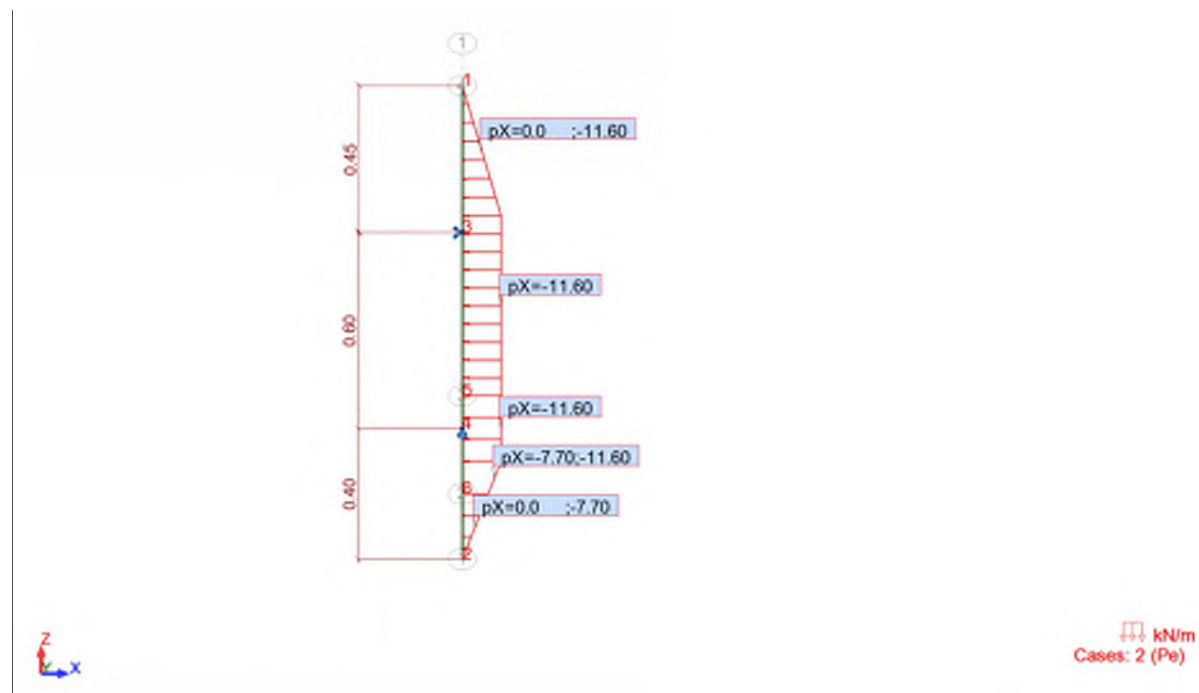 1
1
pX=0.0 ;-11.60
0.45
3
pX=-11.60
0.60
5
pX=-11.60
4
pX=-7.70;-11.60
6
0.40
pX=0.0 ;-7.70
2
Z
Y
X
kN/m
Cases: 2 (Pe)